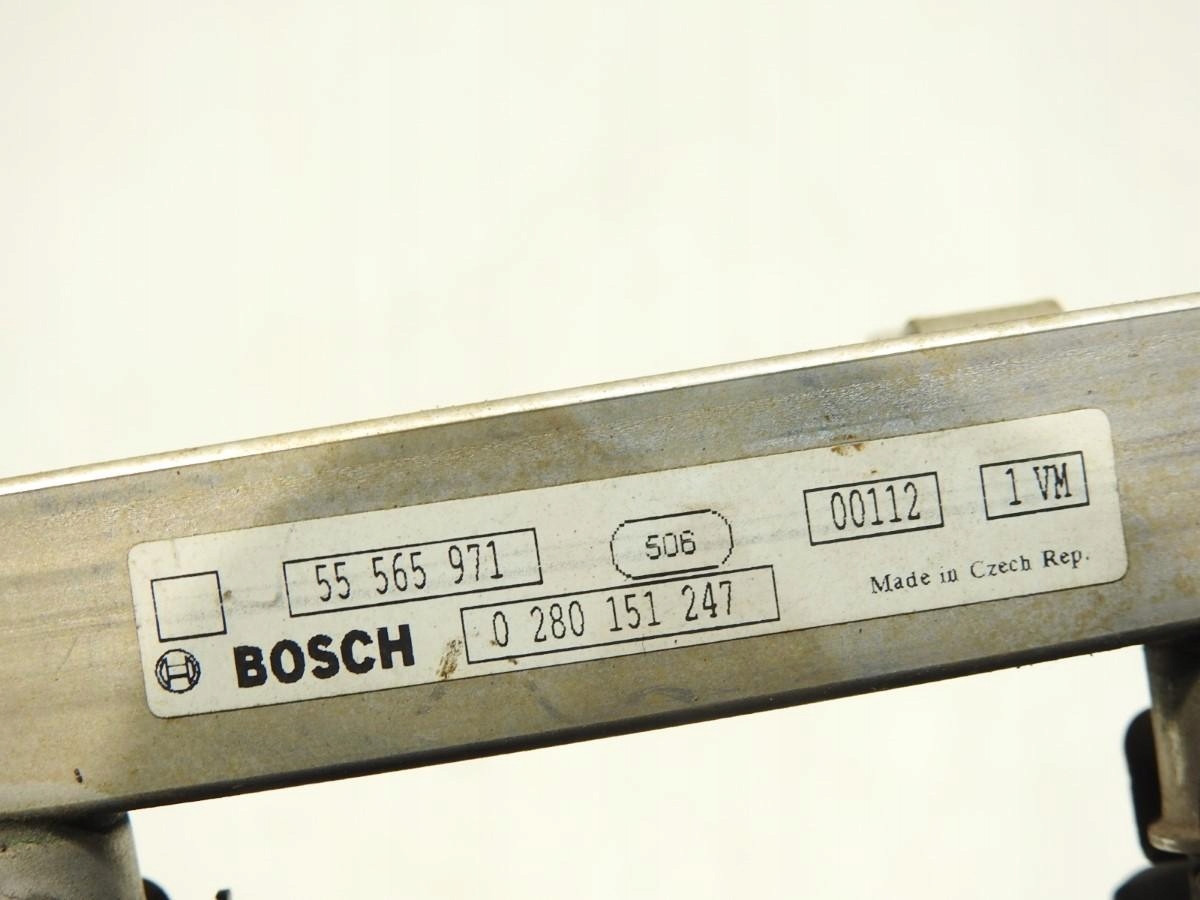 55 565 971
506
00112
1 VM
BOSCH
0 280 151 247
Made in Czech Rep.